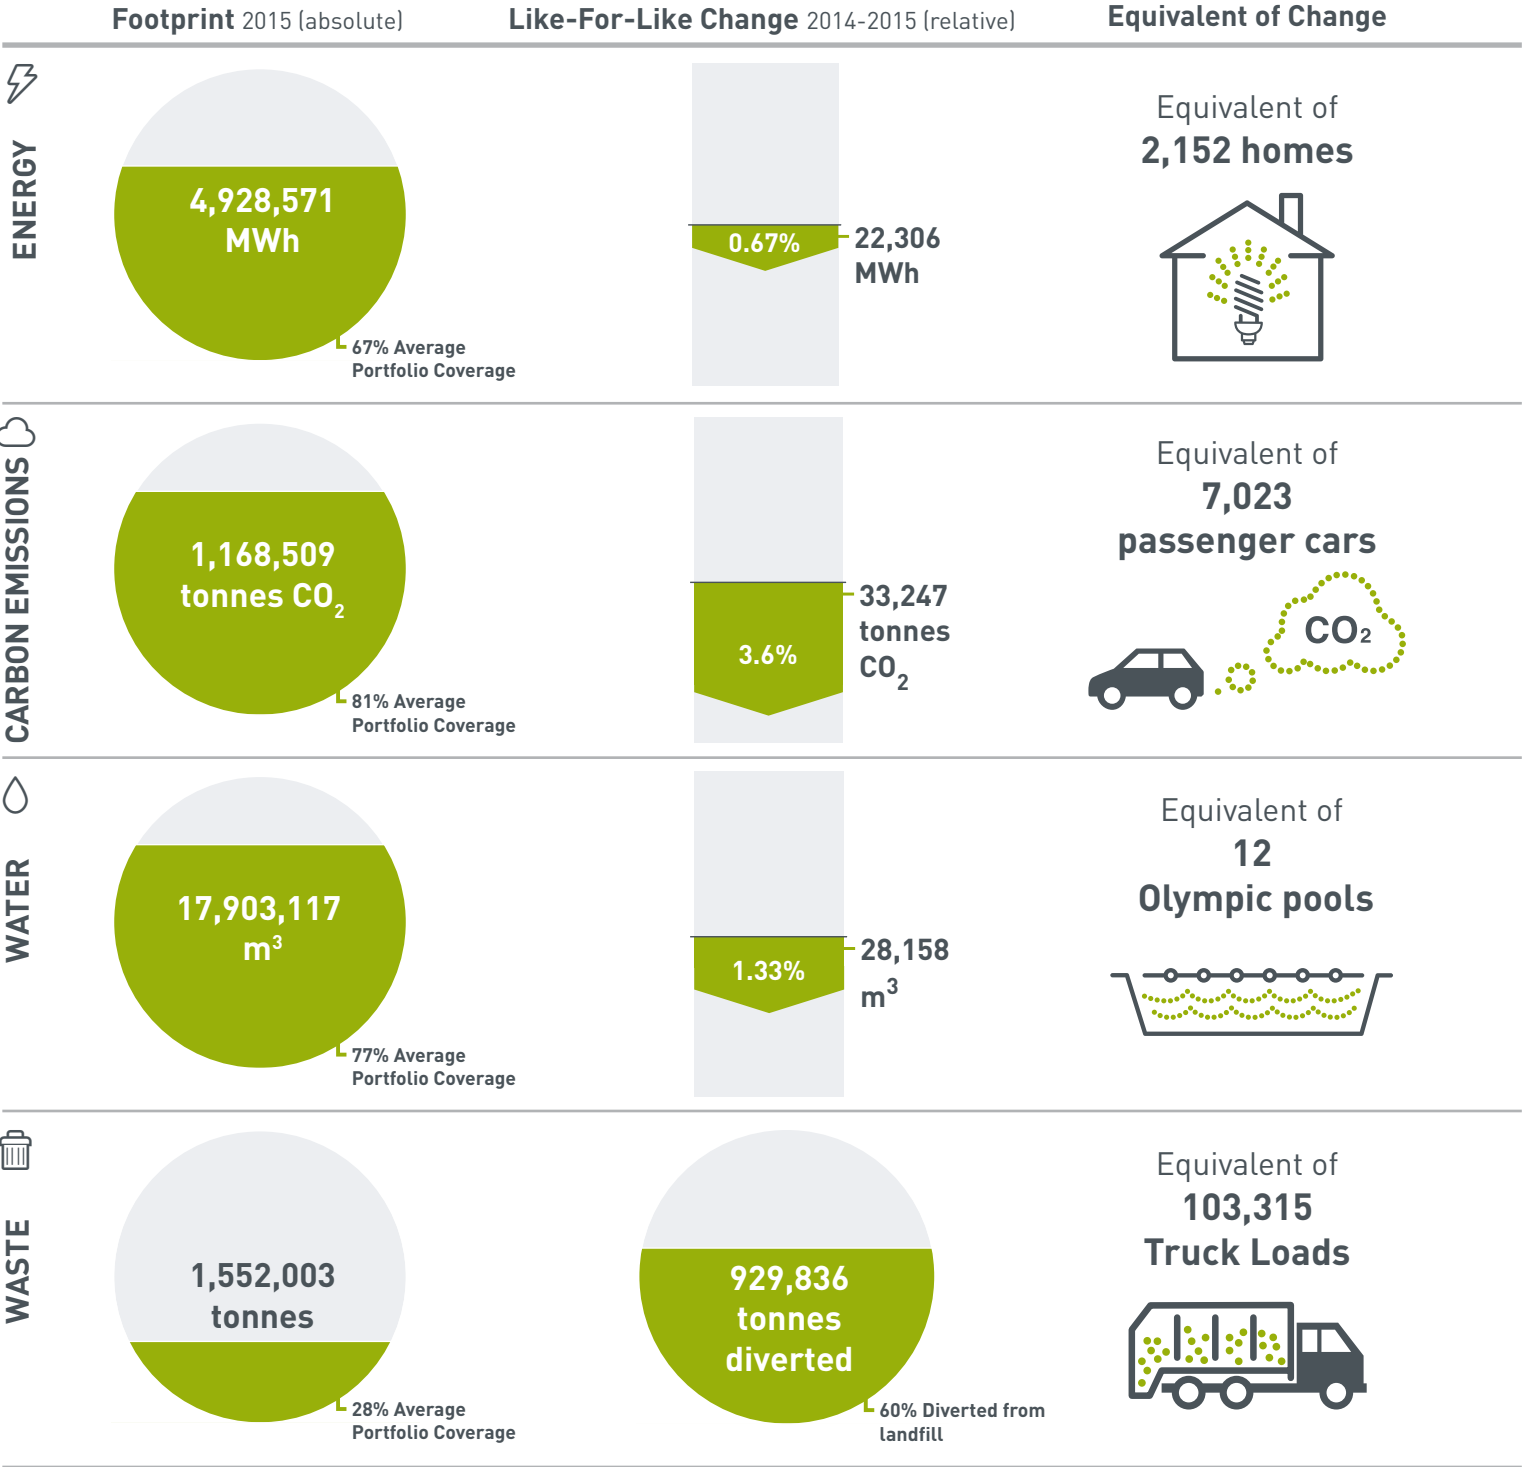 Footprint 2015 (absolute)
Like-For-Like Change 2014-2015 (relative)
Equivalent of Change
ENERGY
4,928,571
MWh
67% Average
Portfolio Coverage
0.67%
22,306
MWh
Equivalent of
2,152 homes
CARBON EMISSIONS
1,168,509
tonnes CO₂
81% Average
Portfolio Coverage
3.6%
33,247
tonnes
CO₂
Equivalent of
7,023
passenger cars
CO₂
WATER
17,903,117
m³
77% Average
Portfolio Coverage
1.33%
28,158
m³
Equivalent of
12
Olympic pools
WASTE
1,552,003
tonnes
28% Average
Portfolio Coverage
929,836
tonnes
diverted
60% Diverted from
landfill
Equivalent of
103,315
Truck Loads